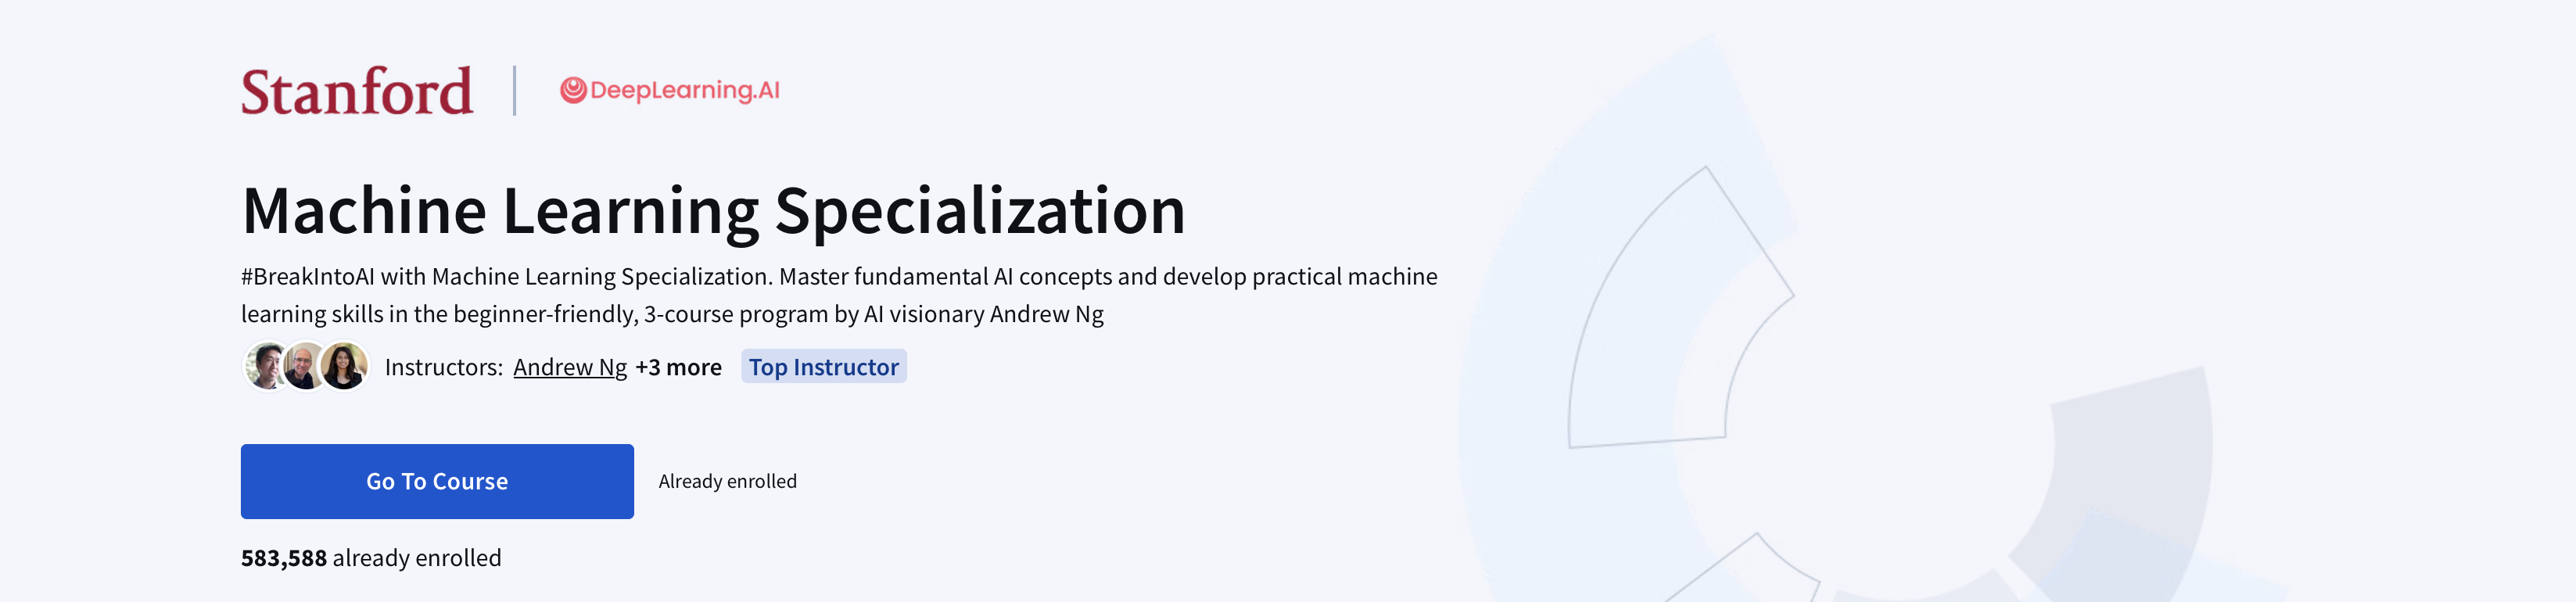 Stanford
DeepLearning.AI
Machine Learning Specialization
#BreakIntoAI with Machine Learning Specialization. Master fundamental AI concepts and develop practical machine
learning skills in the beginner-friendly, 3-course program by AI visionary Andrew Ng
Instructors: Andrew Ng +3 more Top Instructor
Go To Course
Already enrolled
583,588 already enrolled